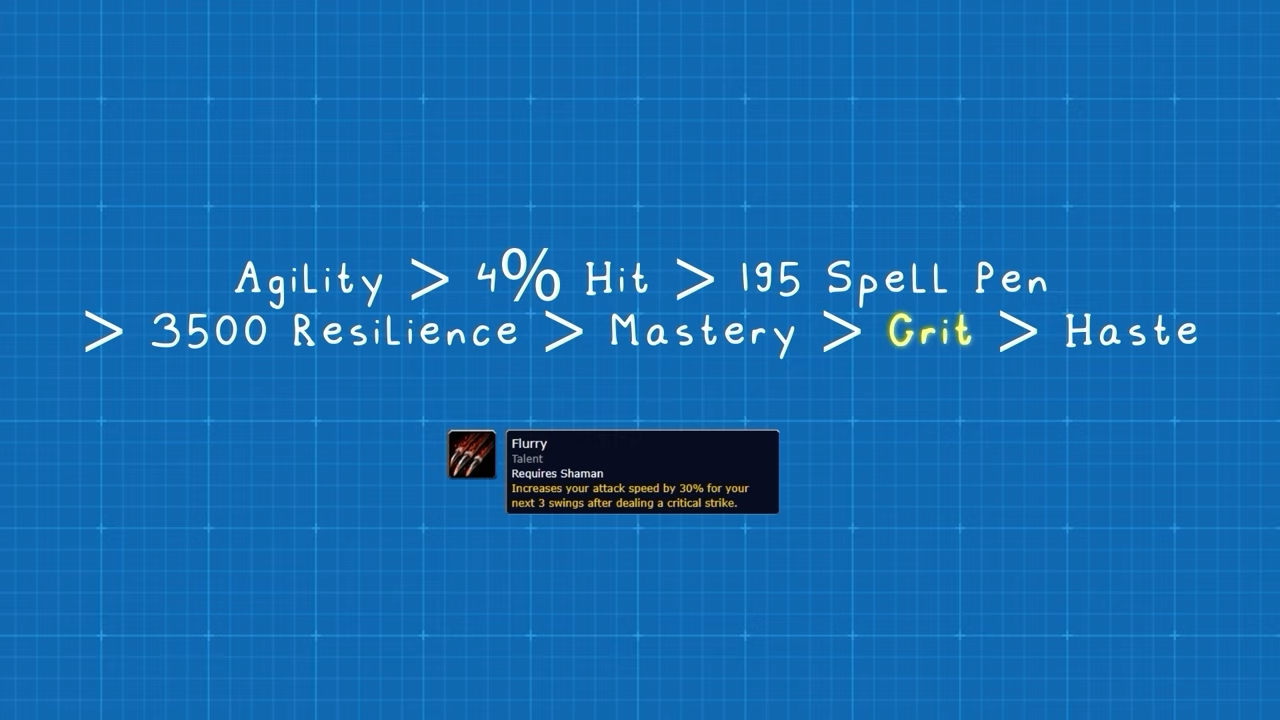 Agility > 4% Hit > 195 Spell Pen
> 3500 Resilience > Mastery > Crit > Haste
Flurry
Talent
Requires Shaman
Increases your attack speed by 30% for your
next 3 swings after dealing a critical strike.